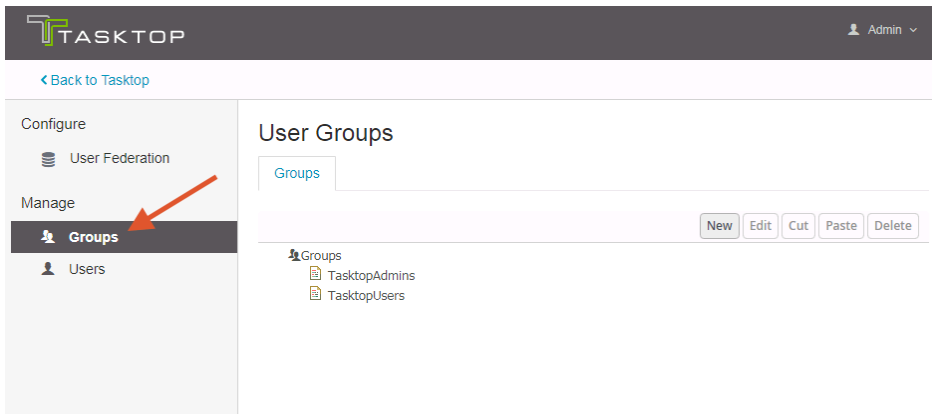 TASKTOP
Admin
Back to Tasktop
Configure
User Federation
Manage
Groups
Users
User Groups
Groups
New Edit Cut Paste Delete
Groups
TasktopAdmins
TasktopUsers